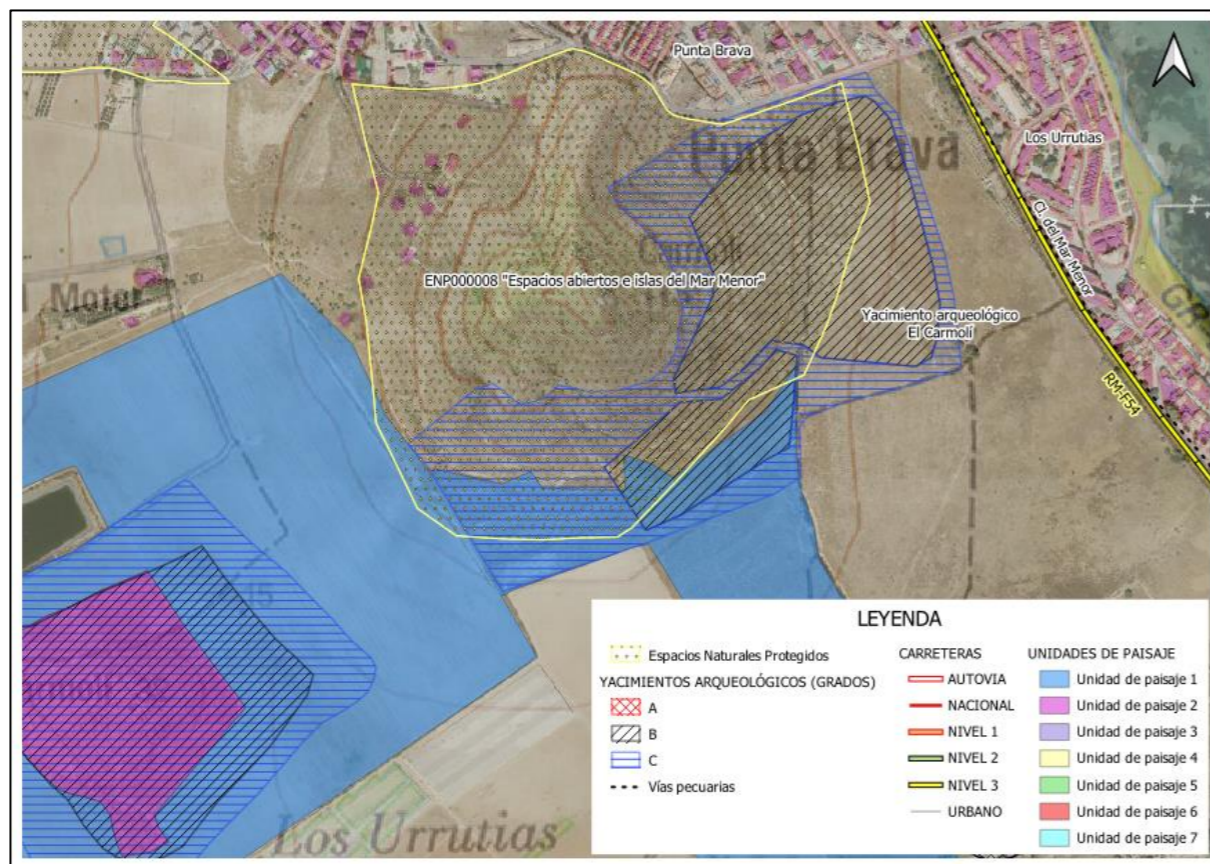 Punta Brava
Los Urrutias
Punta Brava
Cl. del Mar Menor
Carmolí
ENP000008 "Espacios abiertos e islas del Mar Menor"
Motor
Yacimiento arqueológico
El Carmolí
RM-F54
15
Los Urrutias
LEYENDA
Espacios Naturales Protegidos
YACIMIENTOS ARQUEOLÓGICOS (GRADOS)
A
B
C
Vías pecuarias
CARRETERAS
AUTOVIA
NACIONAL
NIVEL 1
NIVEL 2
NIVEL 3
URBANO
UNIDADES DE PAISAJE
Unidad de paisaje 1
Unidad de paisaje 2
Unidad de paisaje 3
Unidad de paisaje 4
Unidad de paisaje 5
Unidad de paisaje 6
Unidad de paisaje 7